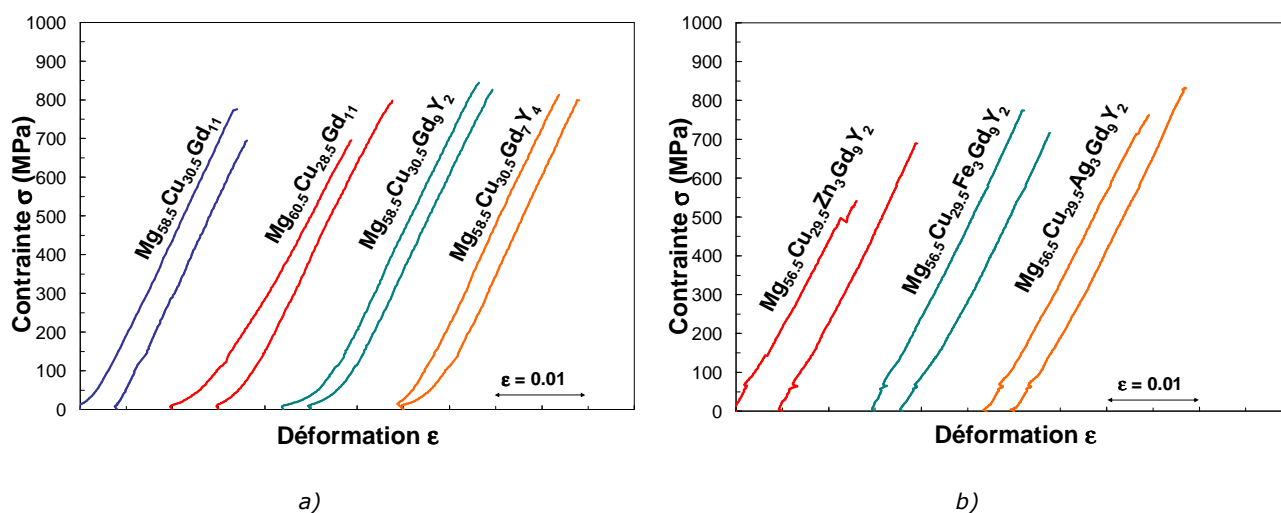 1000
900
800
700
600
500
400
300
200
100
0
Contrainte σ (MPa)
Mg58.5Cu30.5Gd11
Mg60.5Cu28.5Gd11
Mg58.5Cu30.5Gd9Y2
Mg58.5Cu30.5Gd7Y4
ε = 0.01
Déformation ε
a)
1000
900
800
700
600
500
400
300
200
100
0
Contrainte σ (MPa)
Mg56.5Cu29.5Zn3Gd9Y2
Mg56.5Cu29.5Fe3Gd9Y2
Mg56.5Cu29.5Ag3Gd9Y2
ε = 0.01
Déformation ε
b)